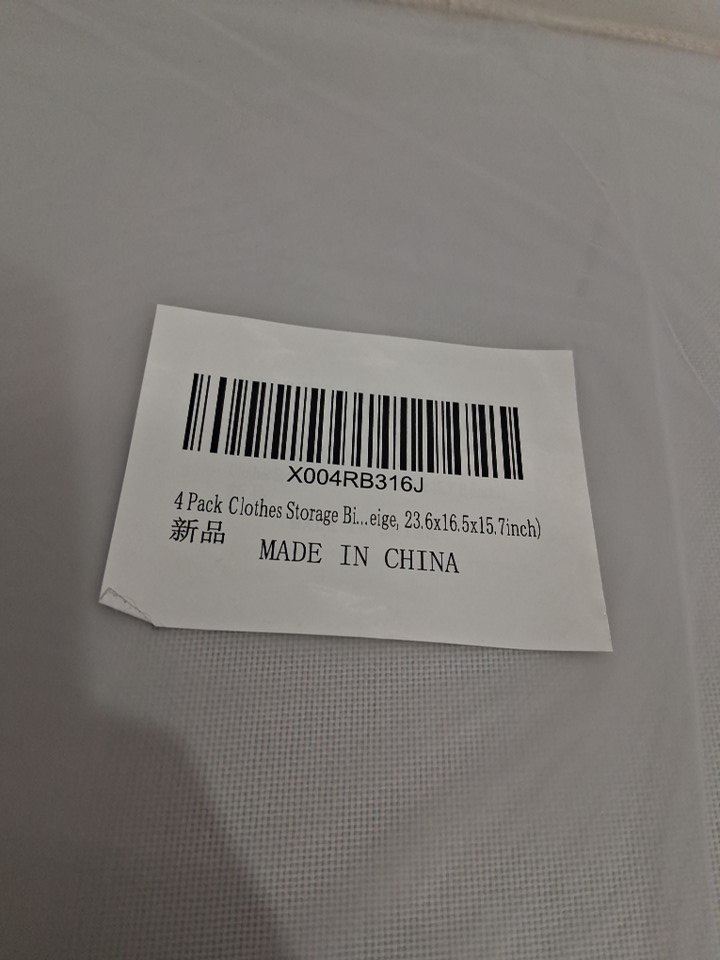 X004RB316J
4 Pack Clothes Storage Bi...eige, 23.6x16.5x15.7inch)
新品
MADE IN CHINA